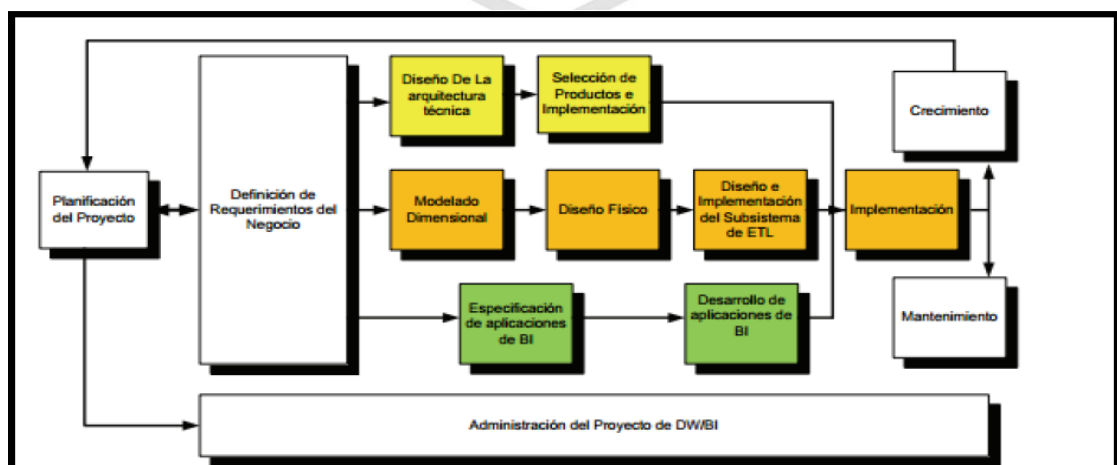 Planificación
del Proyecto
Definición de
Requerimientos del
Negocio
Diseño De La
arquitectura
técnica
Selección de
Productos e
Implementación
Modelado
Dimensional
Diseño Físico
Diseño e
Implementación
del Subsistema
de ETL
Especificación
de aplicaciones
de BI
Desarrollo de
aplicaciones de
BI
Implementación
Crecimiento
Mantenimiento
Administración del Proyecto de DW/BI